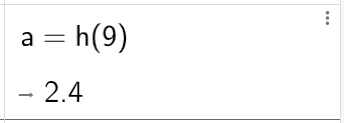 a = h(9)
→ 2.4